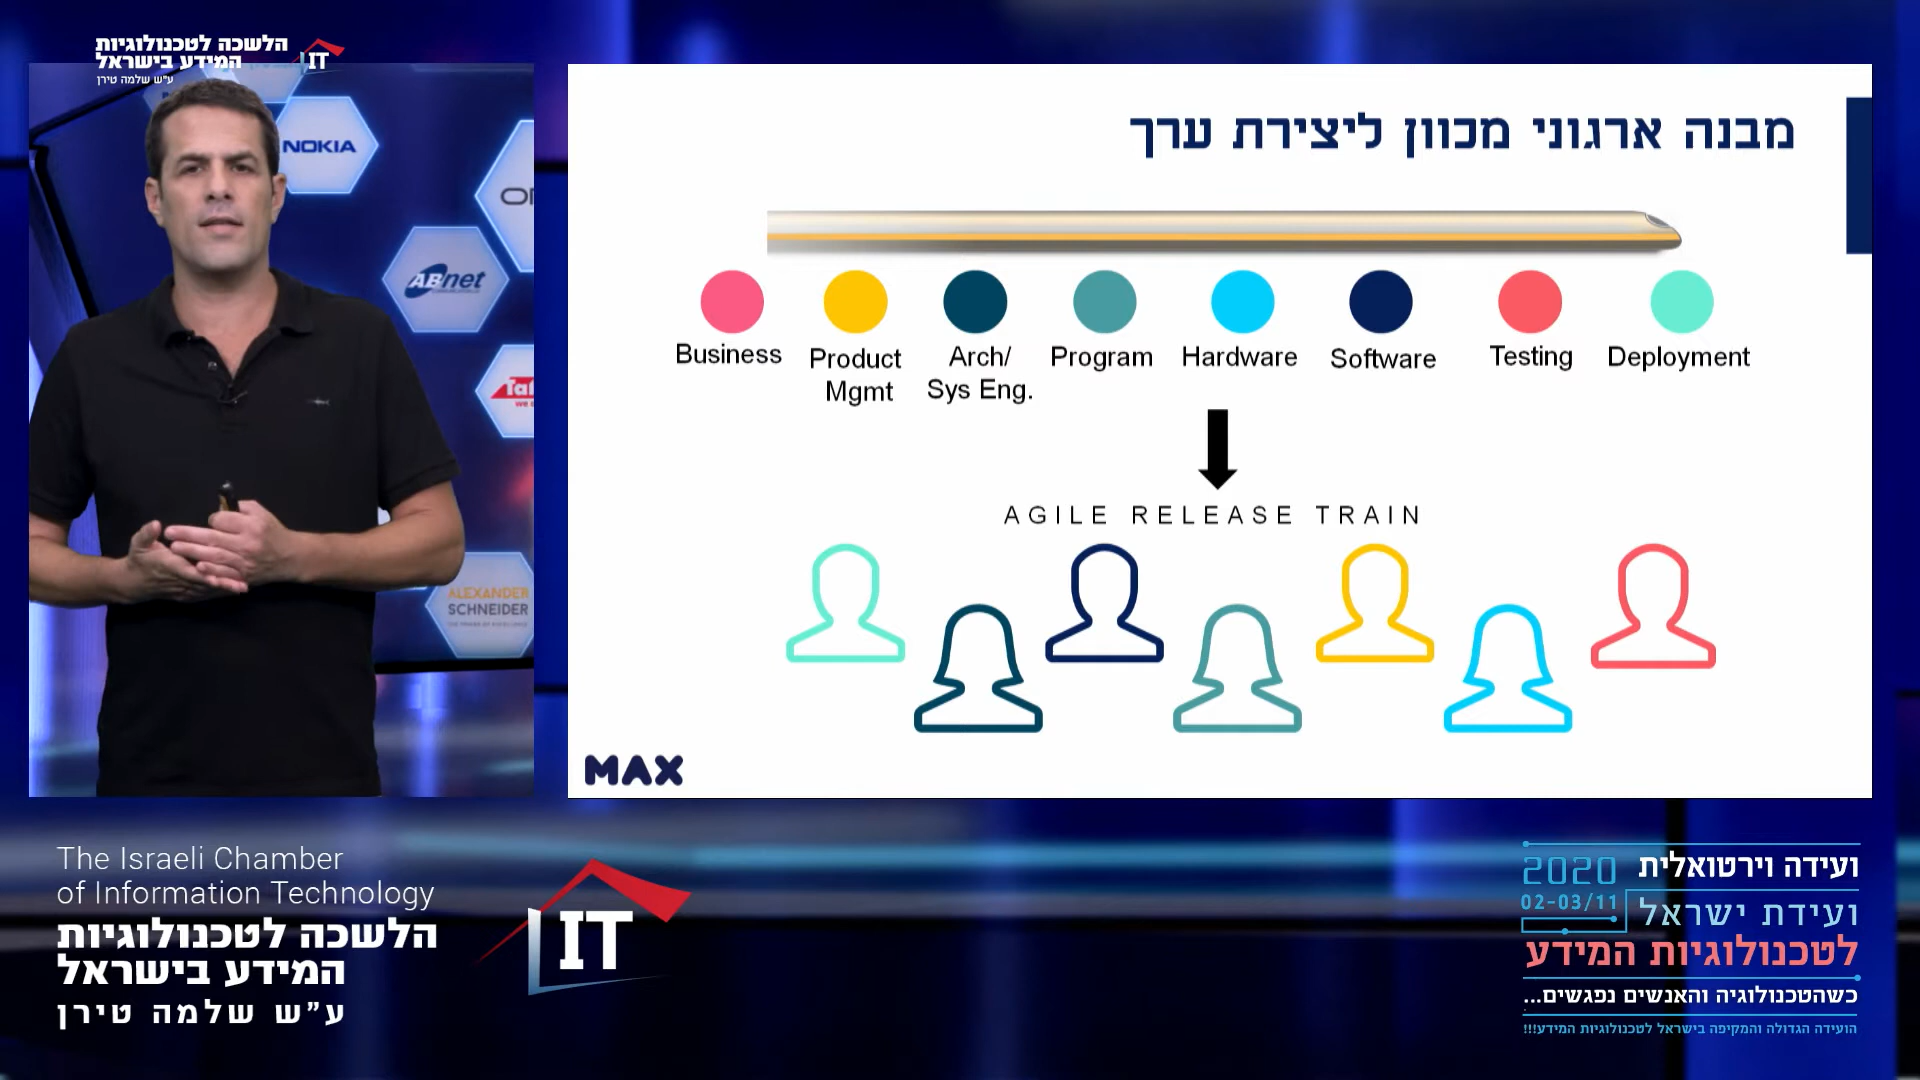 הלשכה לטכנולוגיות
המידע בישראל
ע"ש שלמה טירן
IT
NOKIA
ABnet
ALEXANDER
SCHNEIDER
מבנה ארגוני מכוון ליצירת ערך
Business
Product
Mgmt
Arch/
Sys Eng.
Program
Hardware
Software
Testing
Deployment
AGILE RELEASE TRAIN
MAX
The Israeli Chamber
of Information Technology
הלשכה לטכנולוגיות
המידע בישראל
ע"ש שלמה טירן
IT
ועידה וירטואלית
2020
02-03/11
ועידת ישראל
לטכנולוגיות המידע
כשהטכנולוגיה והאנשים נפגשים...
הועידה הגדולה והמקיפה בישראל לטכנולוגיות המידע!!!